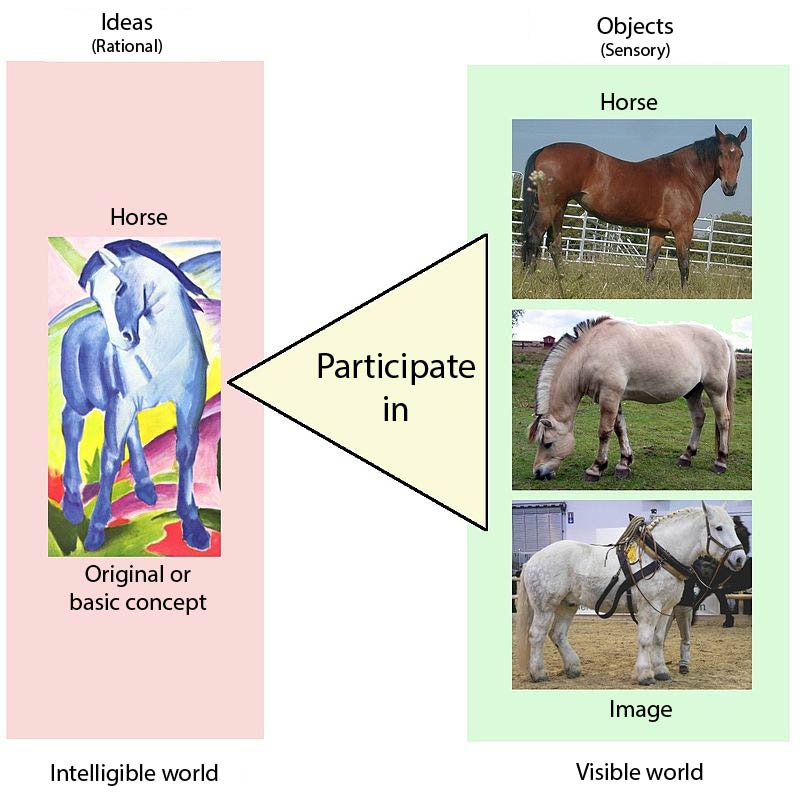 Ideas
(Rational)
Horse
Original or
basic concept
Intelligible world
Participate
in
Objects
(Sensory)
Horse
Image
Visible world